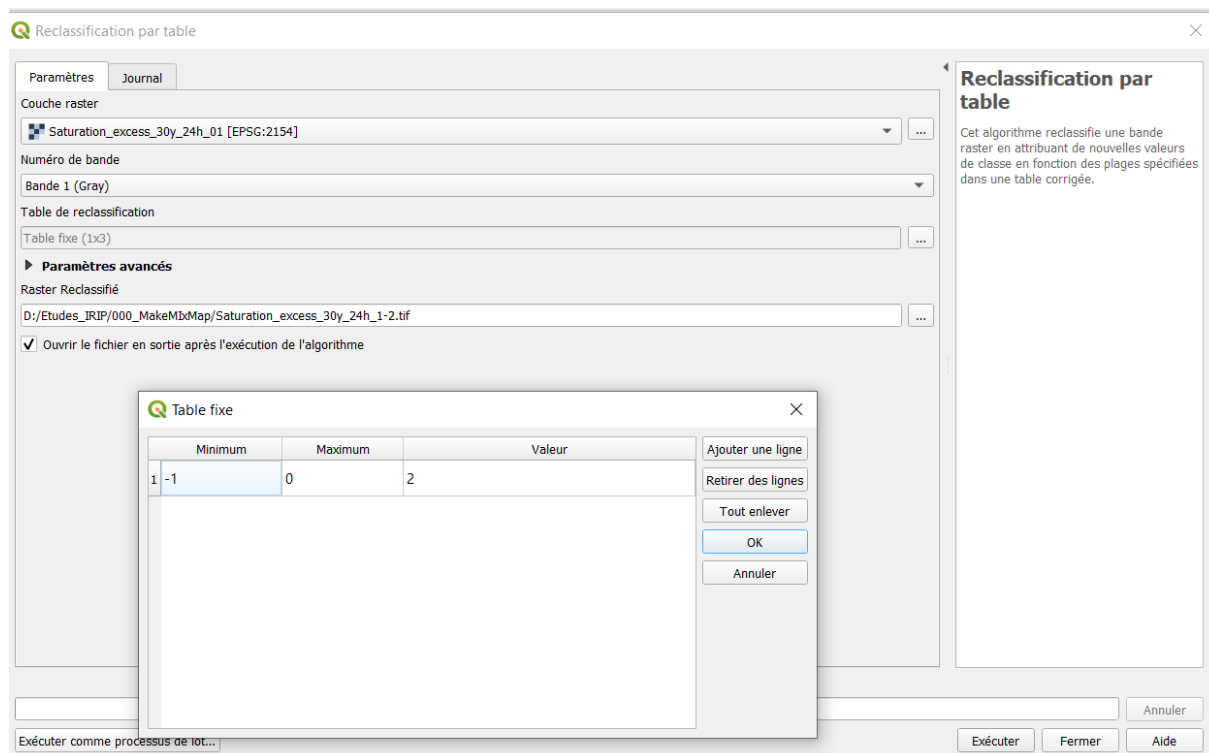 Reclassification par table
Paramètres
Journal
Couche raster
Saturation_excess_30y_24h_01 [EPSG:2154]
...
Numéro de bande
Bande 1 (Gray)
Table de reclassification
Table fixe (1x3)
...
Paramètres avancés
Raster Reclassifié
D:/Etudes_IRIP/000_MakeMIxMap/Saturation_excess_30y_24h_1-2.tif
...
Ouvrir le fichier en sortie après l'exécution de l'algorithme
Reclassification par
table
Cet algorithme reclassifie une bande
raster en attribuant de nouvelles valeurs
de classe en fonction des plages spécifiées
dans une table corrigée.
Table fixe
Minimum Maximum Valeur
1 -1 0 2
Ajouter une ligne
Retirer des lignes
Tout enlever
OK
Annuler
Annuler
Exécuter comme processus de lot...
Exécuter Fermer Aide